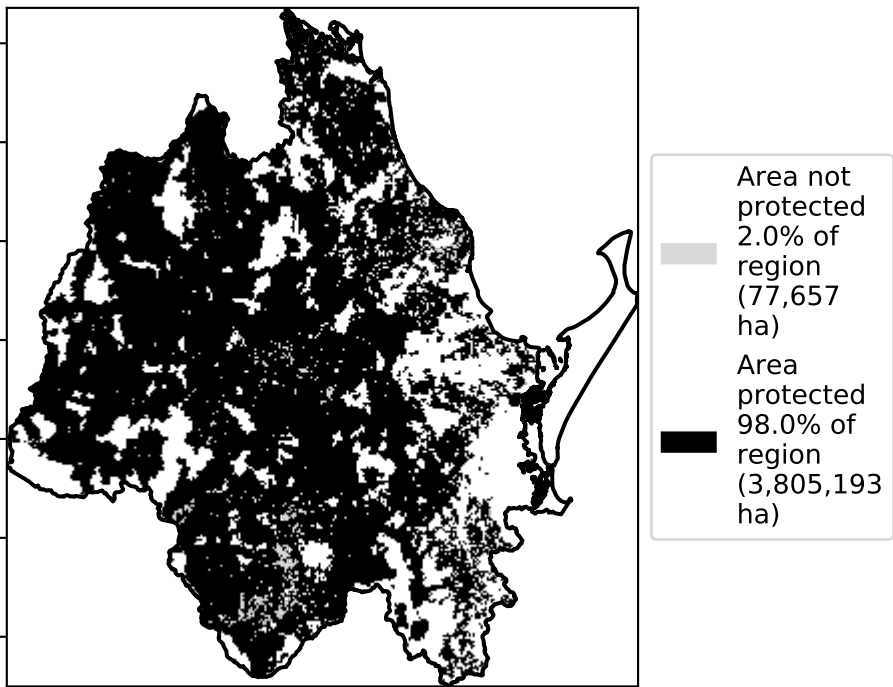 Area not
protected
2.0% of
region
(77,657
ha)
Area
protected
98.0% of
region
(3,805,193
ha)